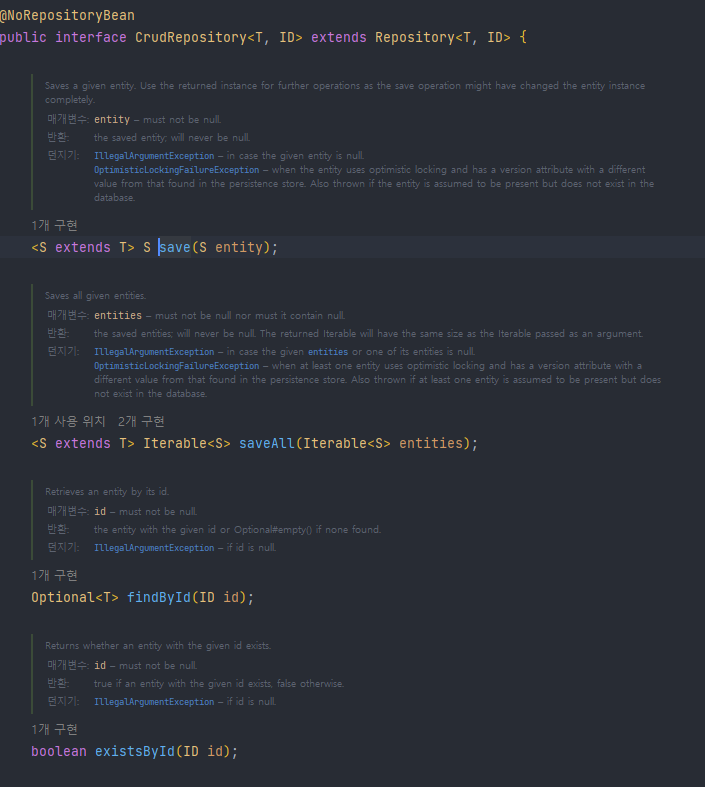 @NoRepositoryBean
public interface CrudRepository<T, ID> extends Repository<T, ID> {
Saves a given entity. Use the returned instance for further operations as the save operation might have changed the entity instance
completely.
매개변수: entity – must not be null.
반환: the saved entity; will never be null.
던지기: IllegalArgumentException – in case the given entity is null.
OptimisticLockingFailureException – when the entity uses optimistic locking and has a version attribute with a different
value from that found in the persistence store. Also thrown if the entity is assumed to be present but does not exist in the
database.
1개 구현
<S extends T> S save(S entity);
Saves all given entities.
매개변수: entities – must not be null nor must it contain null.
반환: the saved entities; will never be null. The returned Iterable will have the same size as the Iterable passed as an argument.
던지기: IllegalArgumentException – in case the given entities or one of its entities is null.
OptimisticLockingFailureException – when at least one entity uses optimistic locking and has a version attribute with a
different value from that found in the persistence store. Also thrown if at least one entity is assumed to be present but does
not exist in the database.
1개 사용 위치 2개 구현
<S extends T> Iterable<S> saveAll(Iterable<S> entities);
Retrieves an entity by its id.
매개변수: id – must not be null.
반환: the entity with the given id or Optional#empty() if none found.
던지기: IllegalArgumentException – if id is null.
1개 구현
Optional<T> findById(ID id);
Returns whether an entity with the given id exists.
매개변수: id – must not be null.
반환: true if an entity with the given id exists, false otherwise.
던지기: IllegalArgumentException – if id is null.
1개 구현
boolean existsById(ID id);